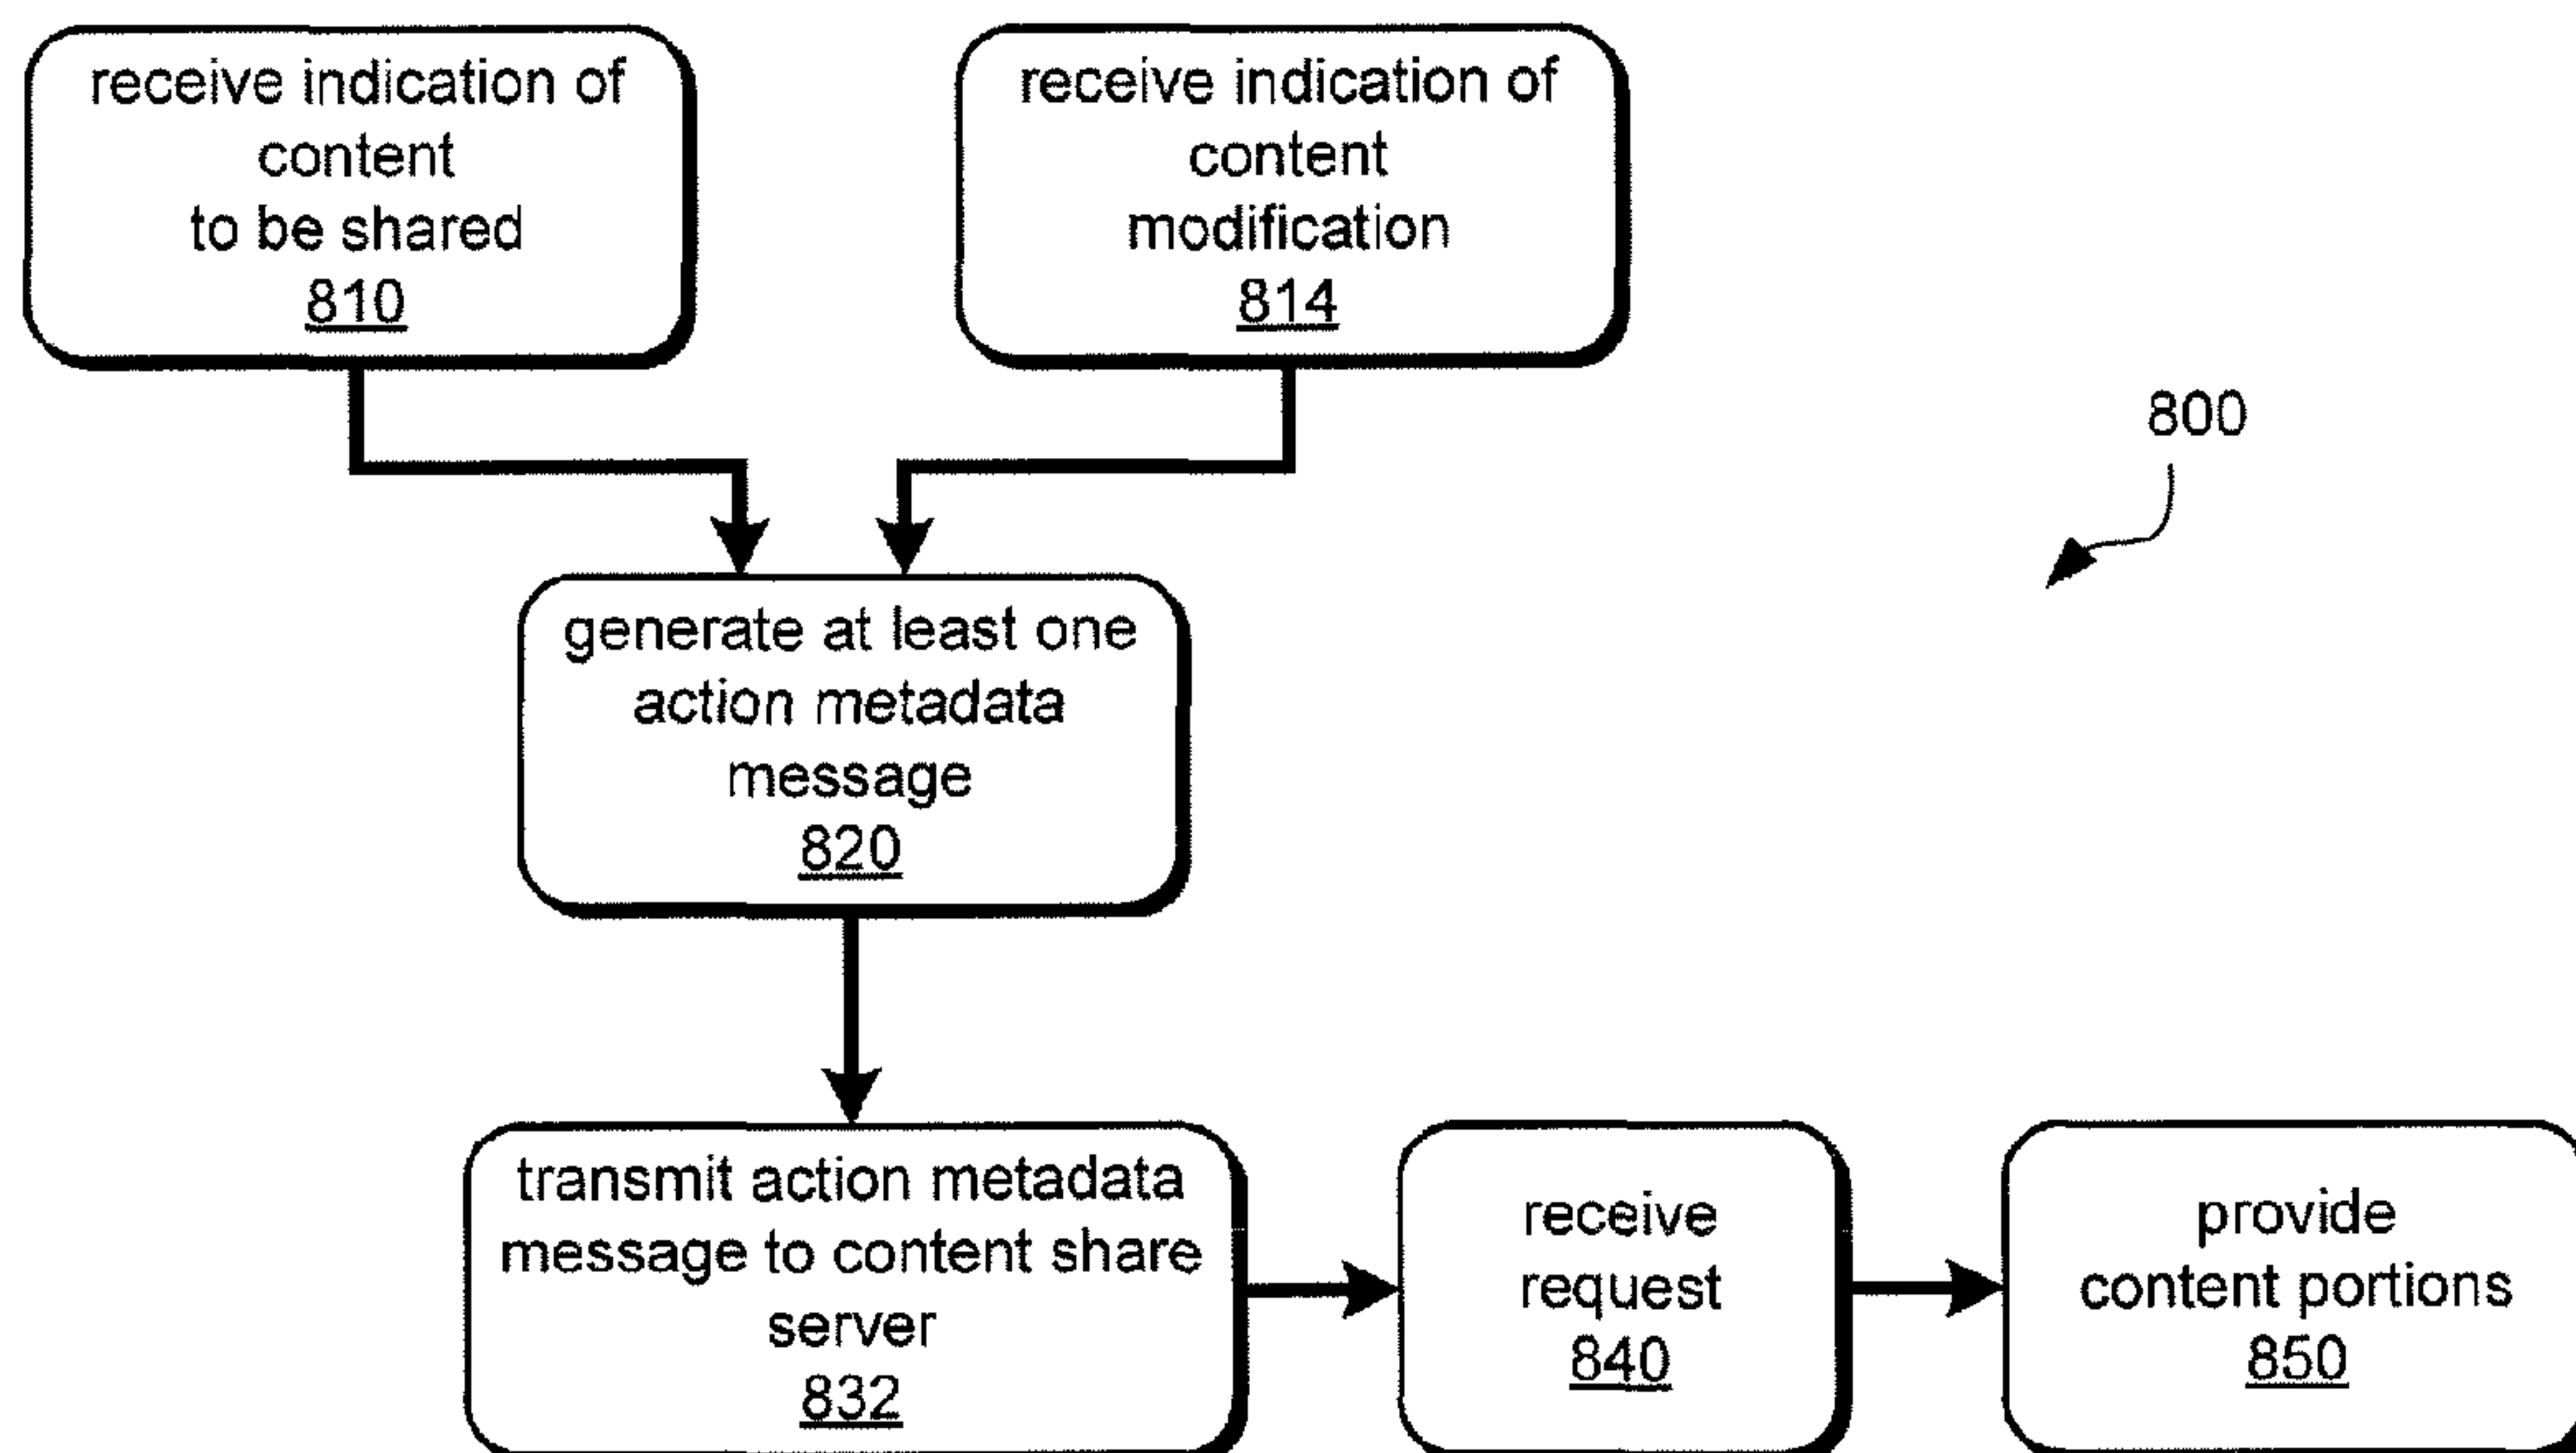 receive indication of
content
to be shared
810
receive indication of
content
modification
814
800
generate at least one
action metadata
message
820
transmit action metadata
message to content share
server
832
receive
request
840
provide
content portions
850